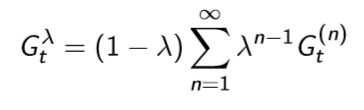 G_t^λ = (1 − λ) ∑_{n=1}^{∞} λ^{n−1} G_t^{(n)}